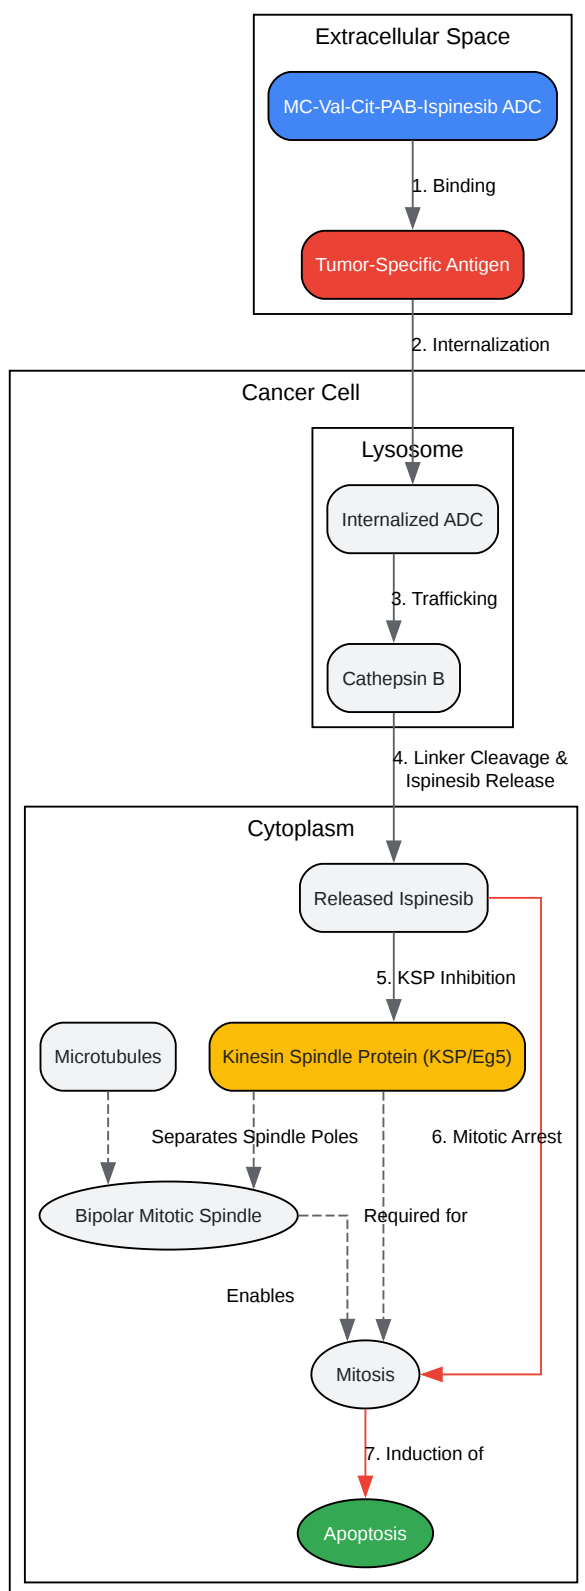 Extracellular Space
MC-Val-Cit-PAB-Ispinesib ADC
1. Binding
Tumor-Specific Antigen
2. Internalization
Cancer Cell
Lysosome
Internalized ADC
3. Trafficking
Cathepsin B
4. Linker Cleavage &
Ispinesib Release
Cytoplasm
Released Ispinesib
5. KSP Inhibition
Microtubules
Kinesin Spindle Protein (KSP/Eg5)
Separates Spindle Poles
6. Mitotic Arrest
Bipolar Mitotic Spindle
Required for
Enables
Mitosis
7. Induction of
Apoptosis